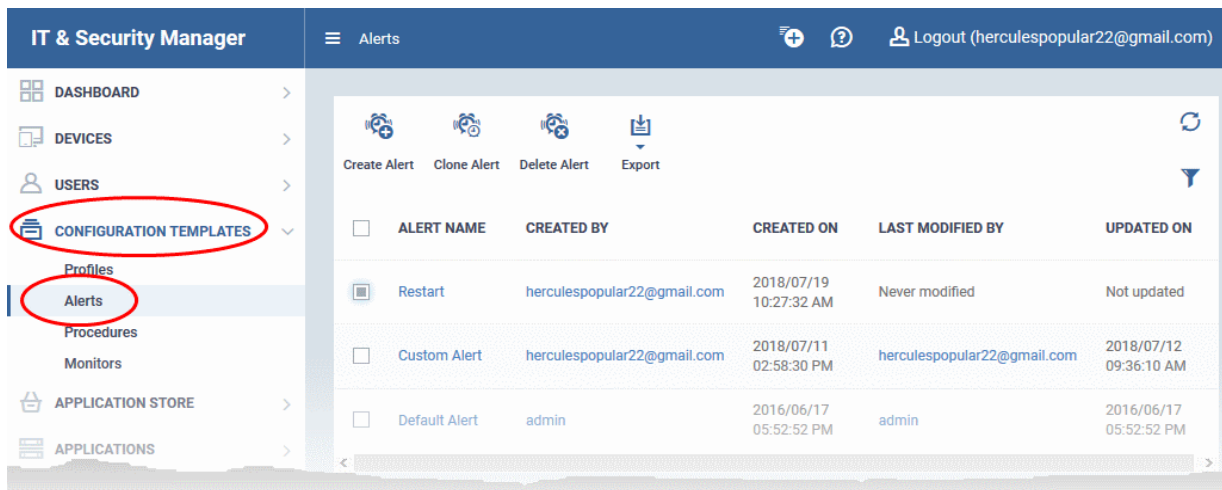 IT & Security Manager
Alerts
Logout (herculespopular22@gmail.com)
DASHBOARD
DEVICES
USERS
CONFIGURATION TEMPLATES
Profiles
Alerts
Procedures
Monitors
APPLICATION STORE
APPLICATIONS
Create Alert
Clone Alert
Delete Alert
Export
ALERT NAME CREATED BY CREATED ON LAST MODIFIED BY UPDATED ON
Restart herculespopular22@gmail.com 2018/07/19 Never modified Not updated
10:27:32 AM
Custom Alert herculespopular22@gmail.com 2018/07/11 herculespopular22@gmail.com 2018/07/12
02:58:30 PM 09:36:10 AM
Default Alert admin 2016/06/17 admin 2016/06/17
05:52:52 PM 05:52:52 PM